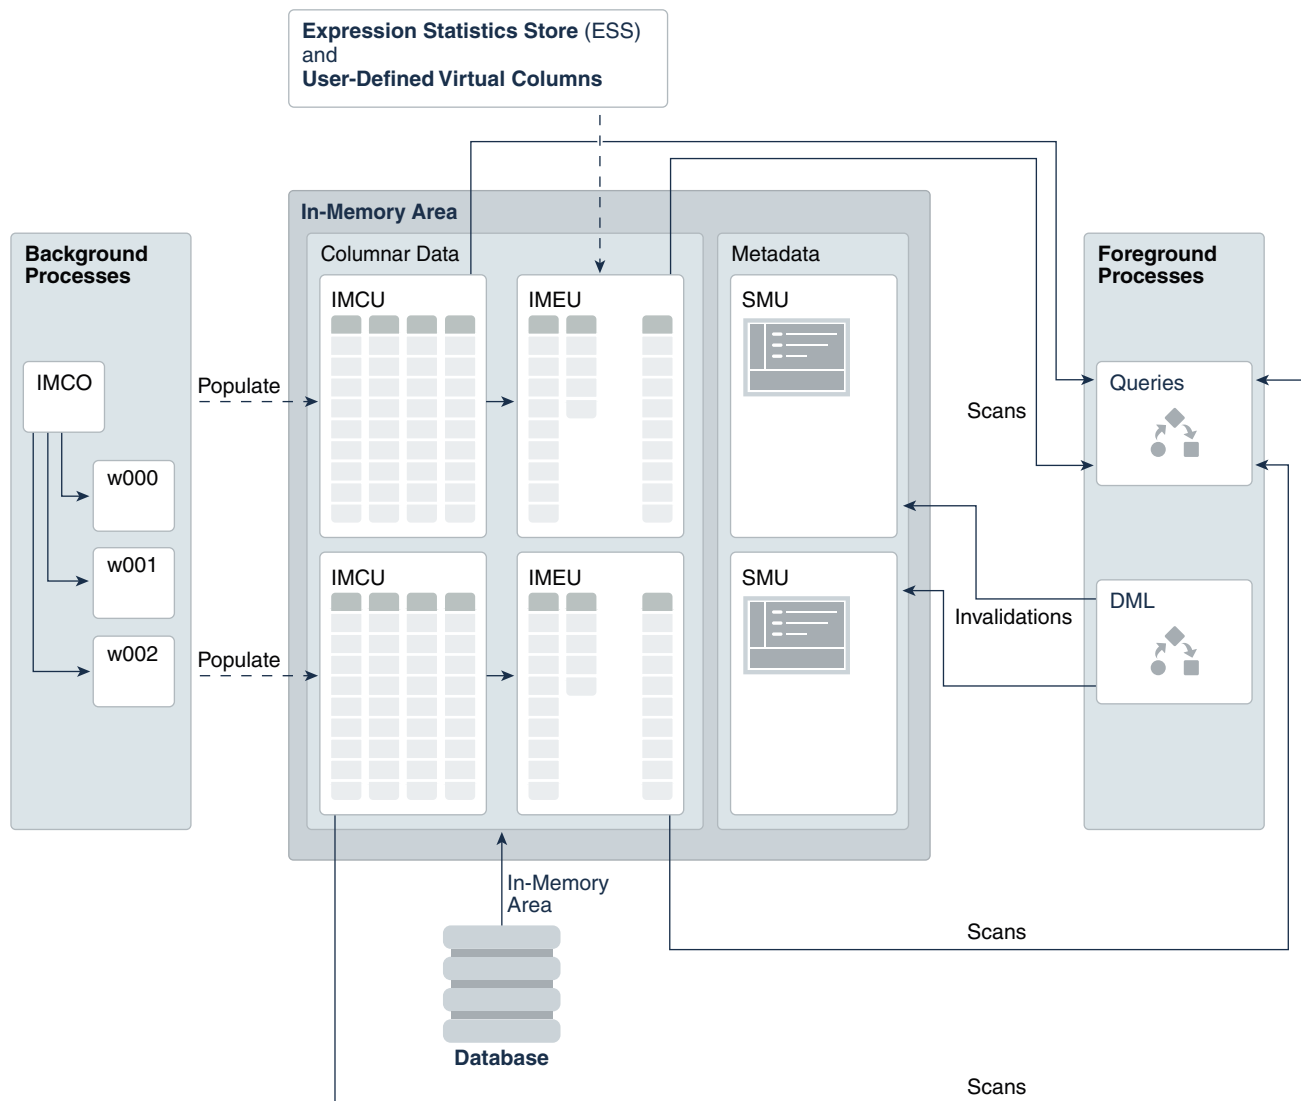 Expression Statistics Store (ESS)
and
User-Defined Virtual Columns
In-Memory Area
Background
Processes
Columnar Data
Metadata
Foreground
Processes
IMCU
IMEU
SMU
IMCO
Populate
Queries
Scans
w000
w001
IMCU
IMEU
SMU
DML
Invalidations
w002
Populate
In-Memory
Area
Scans
Database
Scans